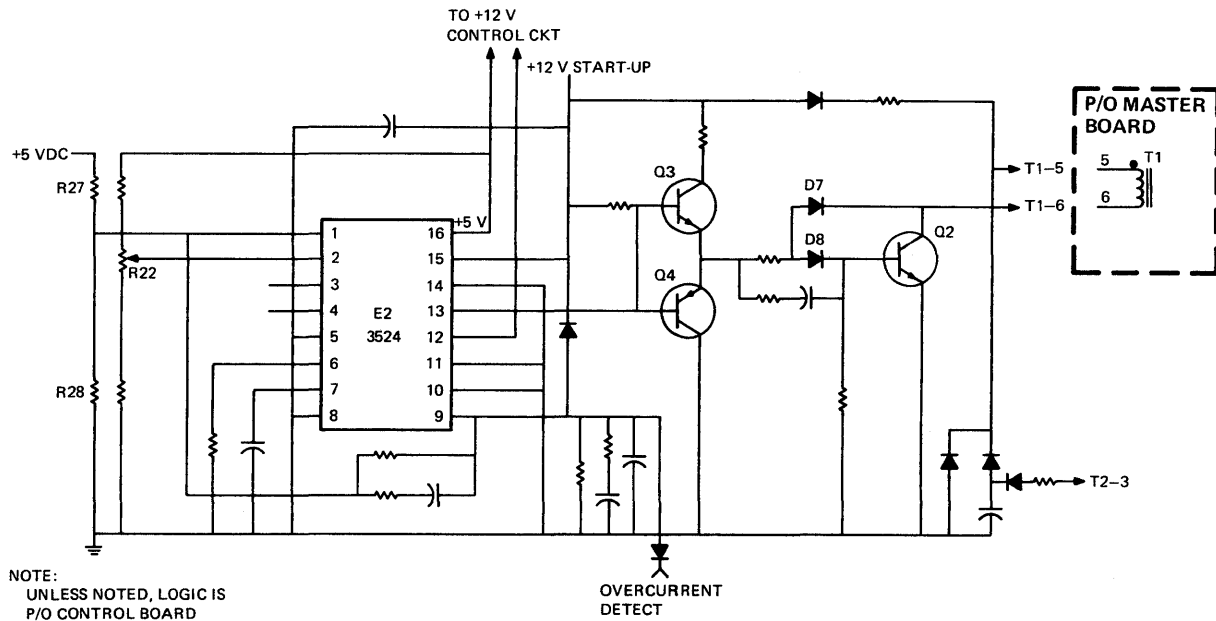 TO +12 V
CONTROL CKT
+12 V START-UP
P/O MASTER
BOARD
5
T1
6
+5 VDC
R27
R22
R28
Q3
Q4
D7
D8
Q2
T1-5
T1-6
+5 V
E2
3524
1
2
3
4
5
6
7
8
16
15
14
13
12
11
10
9
T2-3
OVERCURRENT
DETECT
NOTE:
UNLESS NOTED, LOGIC IS
P/O CONTROL BOARD